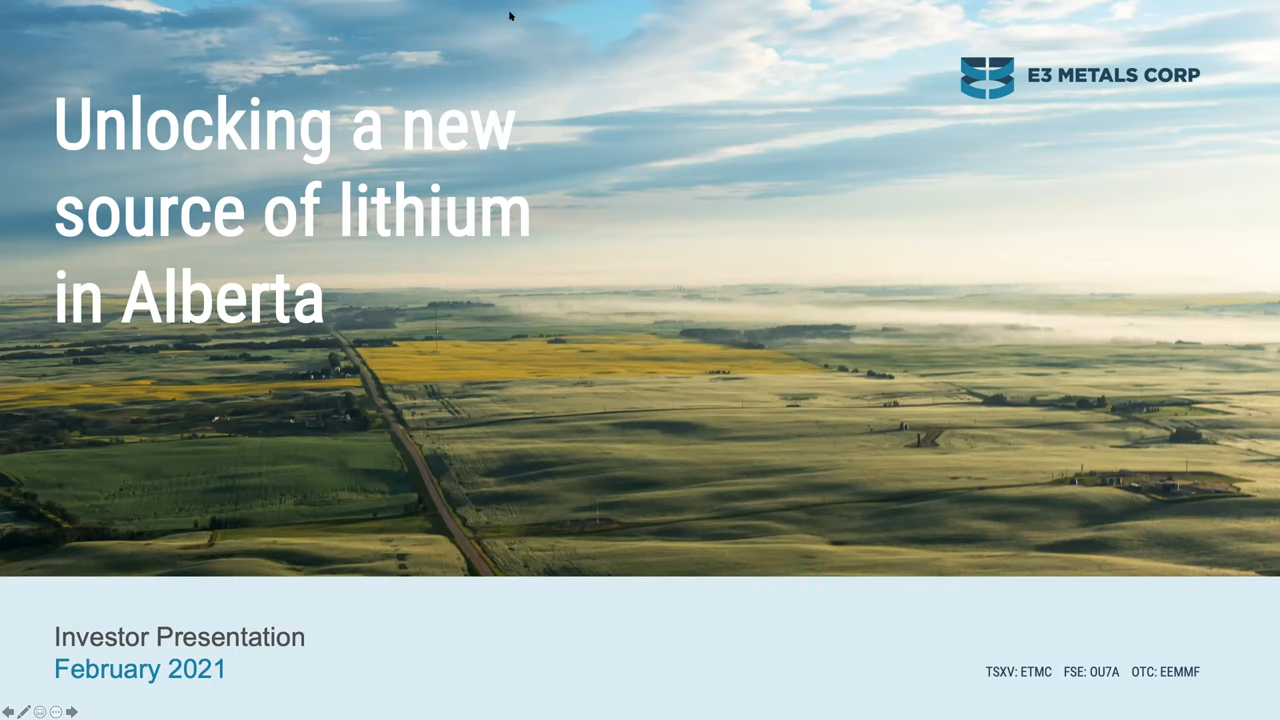 E3 METALS CORP
Unlocking a new
source of lithium
in Alberta
Investor Presentation
February 2021
TSXV: ETMC FSE: OU7A OTC: EEMMF